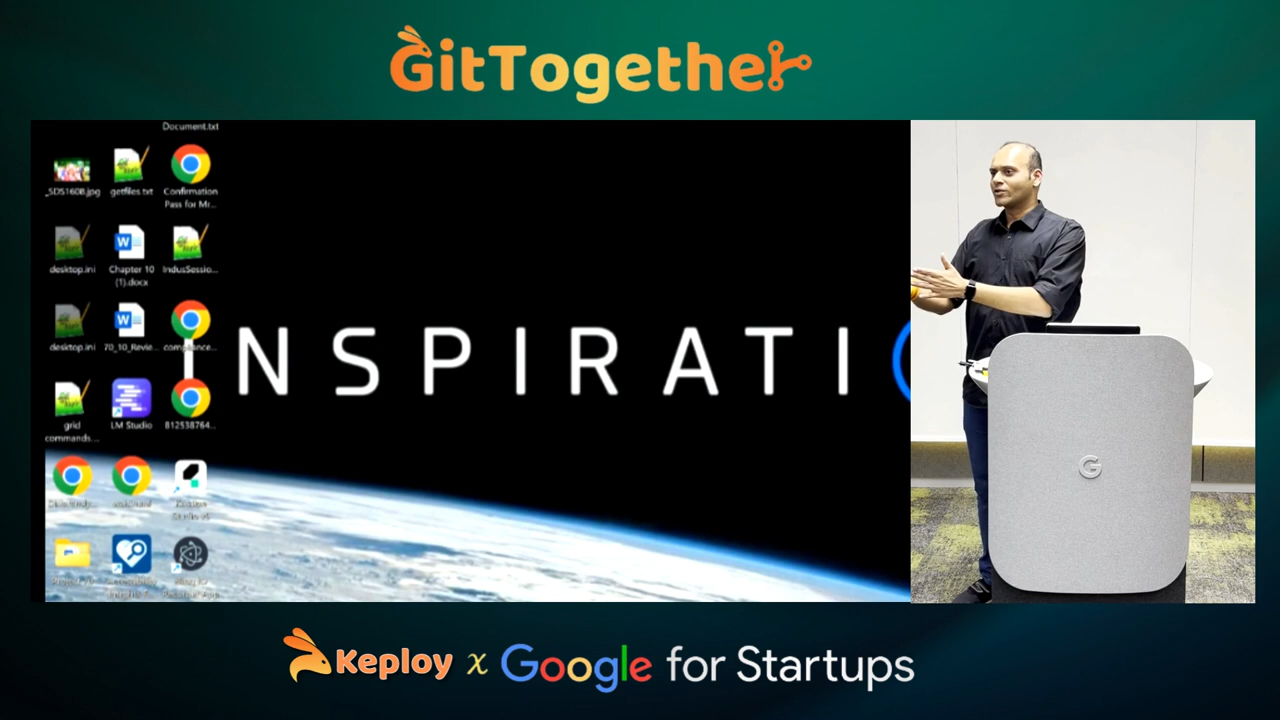 GitTogether
Document.txt
_SDS1608.jpg
getfiles.txt
Confirmation
Pass for Mr...
desktop.ini
Chapter 10
(1).docx
IndusSessio...
desktop.ini
70_10_Revie...
compliance...
INSPIRATI
grid
commands...
LM Studio
812538764...
G
Keploy x Google for Startups